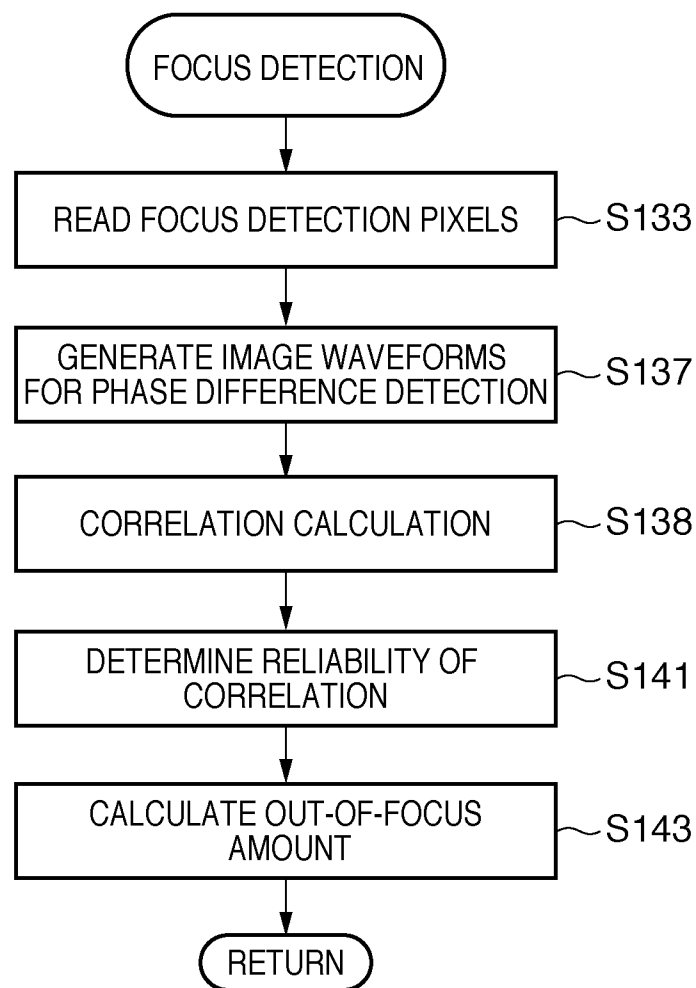 FOCUS DETECTION
READ FOCUS DETECTION PIXELS
S133
GENERATE IMAGE WAVEFORMS
FOR PHASE DIFFERENCE DETECTION
S137
CORRELATION CALCULATION
S138
DETERMINE RELIABILITY OF
CORRELATION
S141
CALCULATE OUT-OF-FOCUS
AMOUNT
S143
RETURN